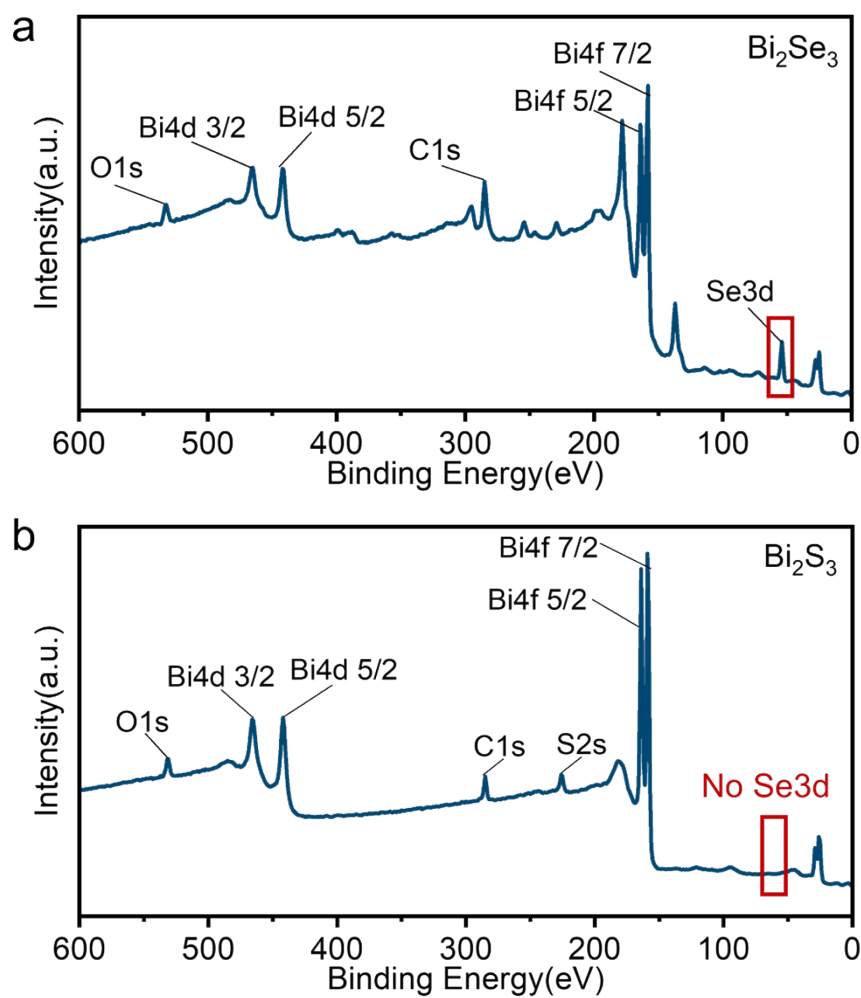 a
Bi₂Se₃
Bi4f 7/2
Bi4f 5/2
Bi4d 3/2
Bi4d 5/2
O1s
C1s
Se3d
Intensity(a.u.)
600 500 400 300 200 100 0
Binding Energy(eV)
b
Bi₂S₃
Bi4f 7/2
Bi4f 5/2
Bi4d 3/2
Bi4d 5/2
O1s
C1s
S2s
No Se3d
Intensity(a.u.)
600 500 400 300 200 100 0
Binding Energy(eV)